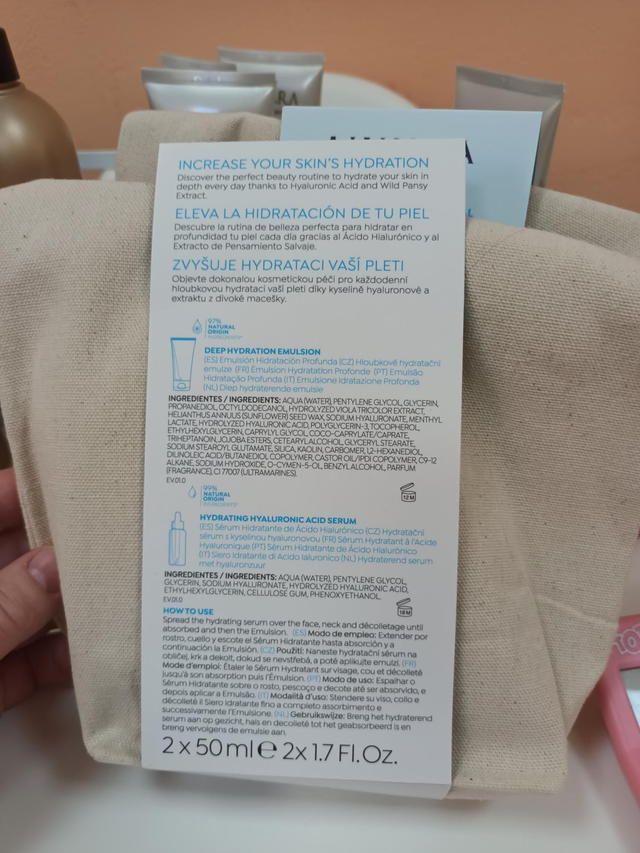 RA
A
L
INCREASE YOUR SKIN'S HYDRATION
Discover the perfect beauty routine to hydrate your skin in
depth every day thanks to Hyaluronic Acid and Wild Pansy
Extract.
ELEVA LA HIDRATACIÓN DE TU PIEL
Descubre la rutina de belleza perfecta para hidratar en
profundidad tu piel cada día gracias al Ácido Hialurónico y al
Extracto de Pensamiento Salvaje.
ZVYŠUJE HYDRATACI VAŠÍ PLETI
Objevte dokonalou kosmetickou péči pro každodenní
hloubkovou hydrataci vaší pleti díky kyselině hyaluronové a
extraktu z divoké macešky.
97%
NATURAL
ORIGIN
INGREDIENTS*
DEEP HYDRATION EMULSION
(ES) Emulsión Hidratación Profunda (CZ) Hloubkově hydratační
emulze (FR) Émulsion Hydratation Profonde (PT) Emulsão
Hidratação Profunda (IT) Emulsione Idratazione Profonda
(NL) Diep hydraterende emulsie
INGREDIENTES / INGREDIENTS: AQUA (WATER), PENTYLENE GLYCOL, GLYCERIN,
PROPANEDIOL, OCTYLDODECANOL, HYDROLYZED VIOLA TRICOLOR EXTRACT,
HELIANTHUS ANNUUS (SUNFLOWER) SEED WAX, SODIUM HYALURONATE, MENTHYL
LACTATE, HYDROLYZED HYALURONIC ACID, POLYGLYCERIN-3, TOCOPHEROL,
ETHYLHEXYLGLYCERIN, CAPRYLYL GLYCOL, COCO-CAPRYLATE/CAPRATE,
TRIHEPTANOIN, JOJOBA ESTERS, CETEARYL ALCOHOL, GLYCERYL STEARATE,
SODIUM STEAROYL GLUTAMATE, SILICA, KAOLIN, CARBOMER, 1,2-HEXANEDIOL,
DILINOLEIC ACID/BUTANEDIOL COPOLYMER, CASTOR OIL/IPDI COPOLYMER, C9-12
ALKANE, SODIUM HYDROXIDE, O-CYMEN-5-OL, BENZYL ALCOHOL, PARFUM
(FRAGRANCE), CI 77007 (ULTRAMARINES).
EV.01.0
12 M
99%
NATURAL
ORIGIN
INGREDIENTS*
HYDRATING HYALURONIC ACID SERUM
(ES) Sérum Hidratante de Ácido Hialurónico (CZ) Hydratační
sérum s kyselinou hyaluronovou (FR) Sérum Hydratant à l'Acide
Hyaluronique (PT) Sérum Hidratante de Ácido Hialurônico
(IT) Siero Idratante di Acido Ialuronico (NL) Hydraterend serum
met hyaluronzuur
INGREDIENTES / INGREDIENTS: AQUA (WATER), PENTYLENE GLYCOL,
GLYCERIN, SODIUM HYALURONATE, HYDROLYZED HYALURONIC ACID,
ETHYLHEXYLGLYCERIN, CELLULOSE GUM, PHENOXYETHANOL.
EV.01.0
18 M
HOW TO USE
Spread the hydrating serum over the face, neck and décolletage until
absorbed and then the Emulsion. (ES) Modo de empleo: Extender por
rostro, cuello y escote el Sérum Hidratante hasta absorción y a
continuación la Emulsión. (CZ) Použití: Naneste hydratační sérum na
obličej, krk a dekolt, dokud se nevstřebá, a poté aplikujte emulzi. (FR)
Mode d'emploi: Étaler le Sérum Hydratant sur visage, cou et décolleté
jusqu'à son absorption puis l'Émulsion. (PT) Modo de uso: Espalhar o
Sérum Hidratante sobre o rosto, pescoço e decote até ser absorvido, e
depois aplicar a Emulsão. (IT) Modalità d'uso: Stendere su viso, collo e
décolleté il Siero Idratante fino a completo assorbimento e
successivamente l'Emulsione. (NL) Gebruikswijze: Breng het hydraterend
serum aan op gezicht, hals en decolleté tot het geabsorbeerd is en
breng vervolgens de emulsie aan.
2 x 50 ml e 2x 1.7 Fl.Oz.